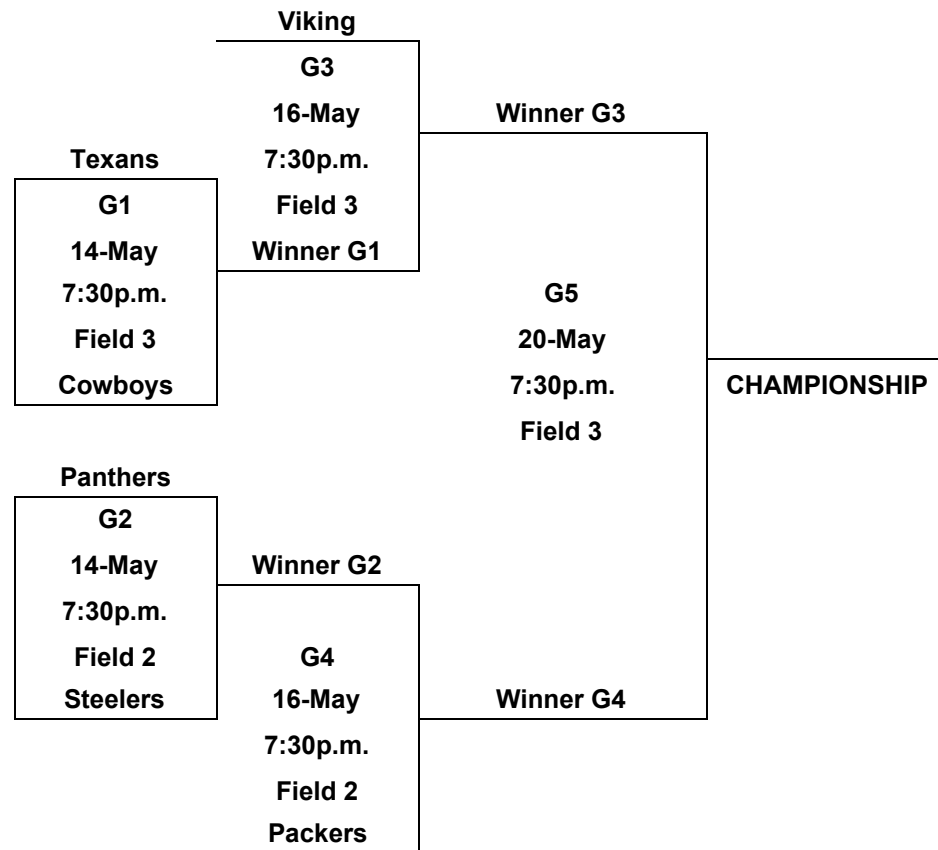 Viking
G3
16-May
7:30p.m.
Field 3
Winner G1
Texans
G1
14-May
7:30p.m.
Field 3
Cowboys
Winner G3
G5
20-May
7:30p.m.
Field 3
CHAMPIONSHIP
Panthers
G2
14-May
7:30p.m.
Field 2
Steelers
Winner G2
G4
16-May
7:30p.m.
Field 2
Packers
Winner G4